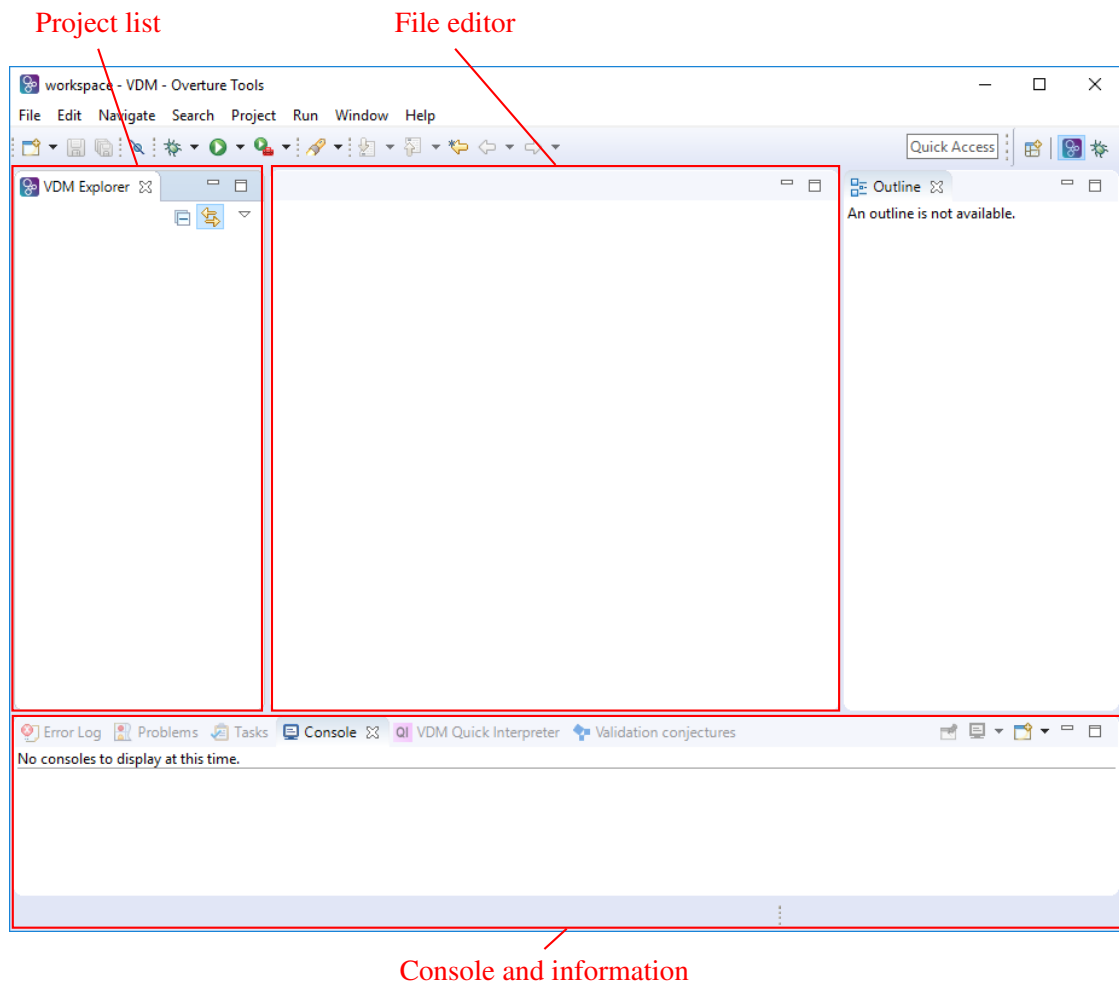 Project list
File editor
workspace - VDM - Overture Tools
File Edit Navigate Search Project Run Window Help
Quick Access
VDM Explorer
Outline
An outline is not available.
Error Log Problems Tasks Console QI VDM Quick Interpreter Validation conjectures
No consoles to display at this time.
Console and information